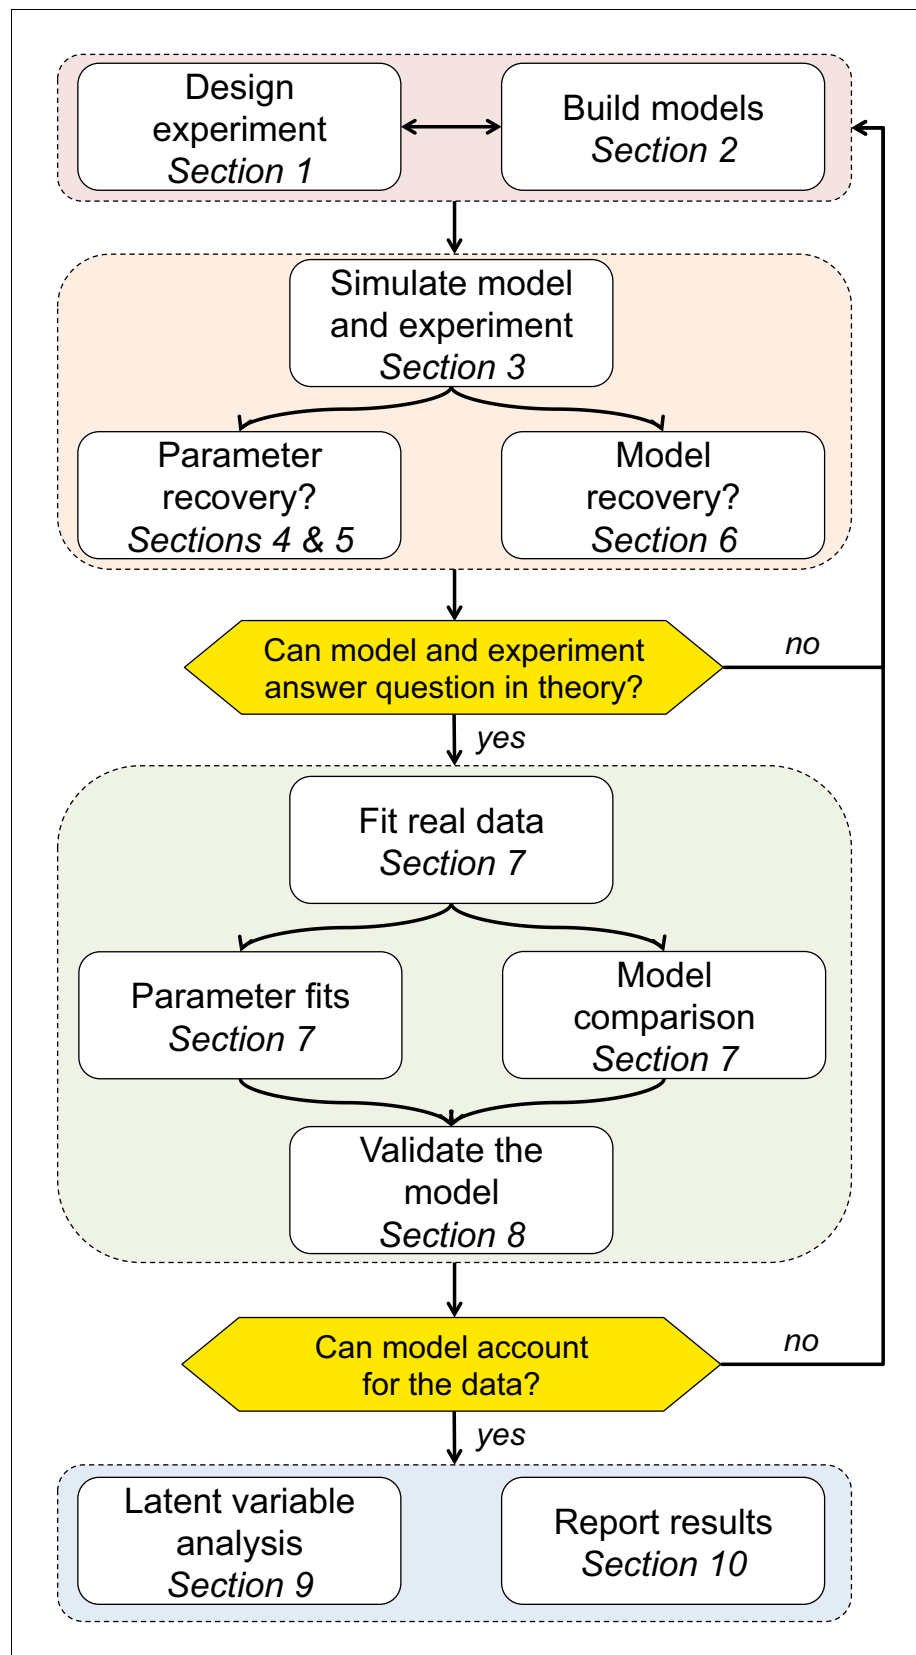 Design
experiment
Section 1
Build models
Section 2
Simulate model
and experiment
Section 3
Parameter
recovery?
Sections 4 & 5
Model
recovery?
Section 6
Can model and experiment
answer question in theory?
no
yes
Fit real data
Section 7
Parameter fits
Section 7
Model
comparison
Section 7
Validate the
model
Section 8
Can model account
for the data?
no
yes
Latent variable
analysis
Section 9
Report results
Section 10